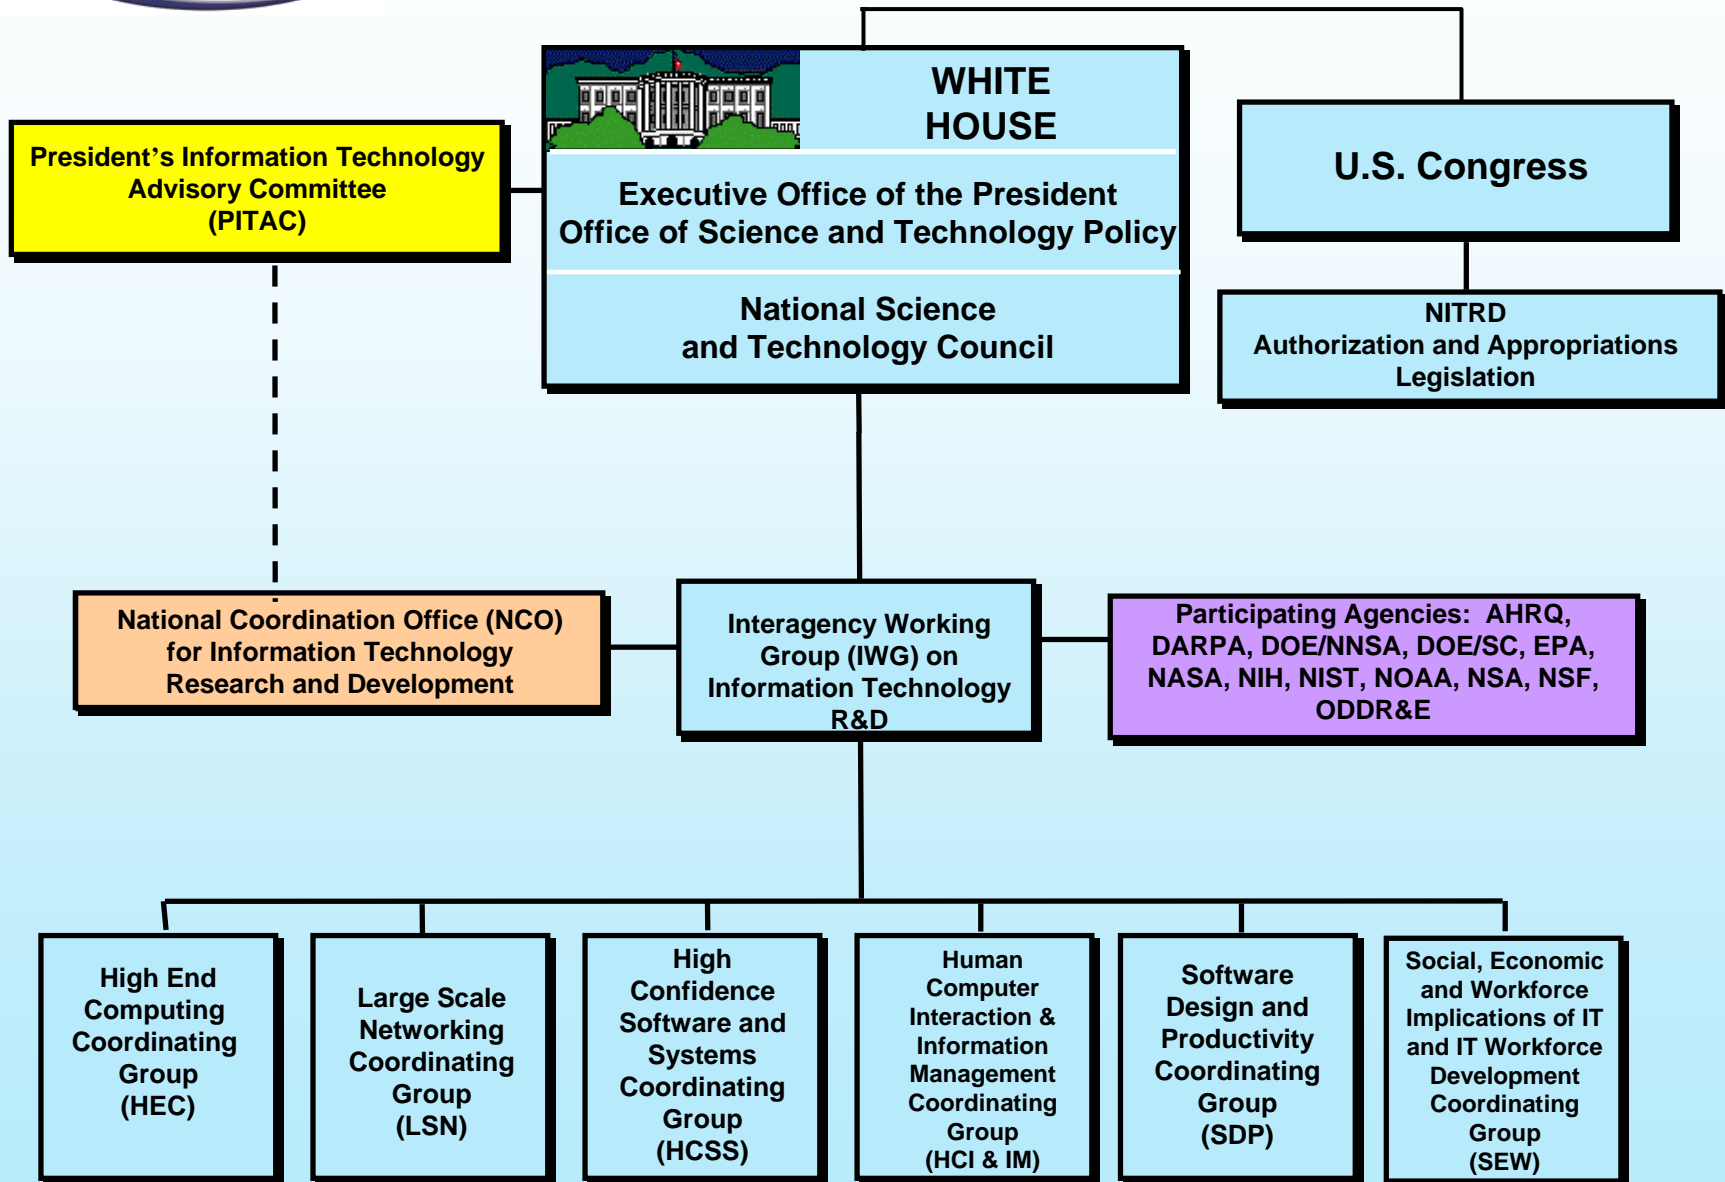 WHITE
HOUSE
Executive Office of the President
Office of Science and Technology Policy
National Science
and Technology Council
President’s Information Technology
Advisory Committee
(PITAC)
U.S. Congress
NITRD
Authorization and Appropriations
Legislation
National Coordination Office (NCO)
for Information Technology
Research and Development
Interagency Working
Group (IWG) on
Information Technology
R&D
Participating Agencies: AHRQ,
DARPA, DOE/NNSA, DOE/SC, EPA,
NASA, NIH, NIST, NOAA, NSA, NSF,
ODDR&E
High End
Computing
Coordinating
Group
(HEC)
Large Scale
Networking
Coordinating
Group
(LSN)
High
Confidence
Software and
Systems
Coordinating
Group
(HCSS)
Human
Computer
Interaction &
Information
Management
Coordinating
Group
(HCI & IM)
Software
Design and
Productivity
Coordinating
Group
(SDP)
Social, Economic
and Workforce
Implications of IT
and IT Workforce
Development
Coordinating
Group
(SEW)